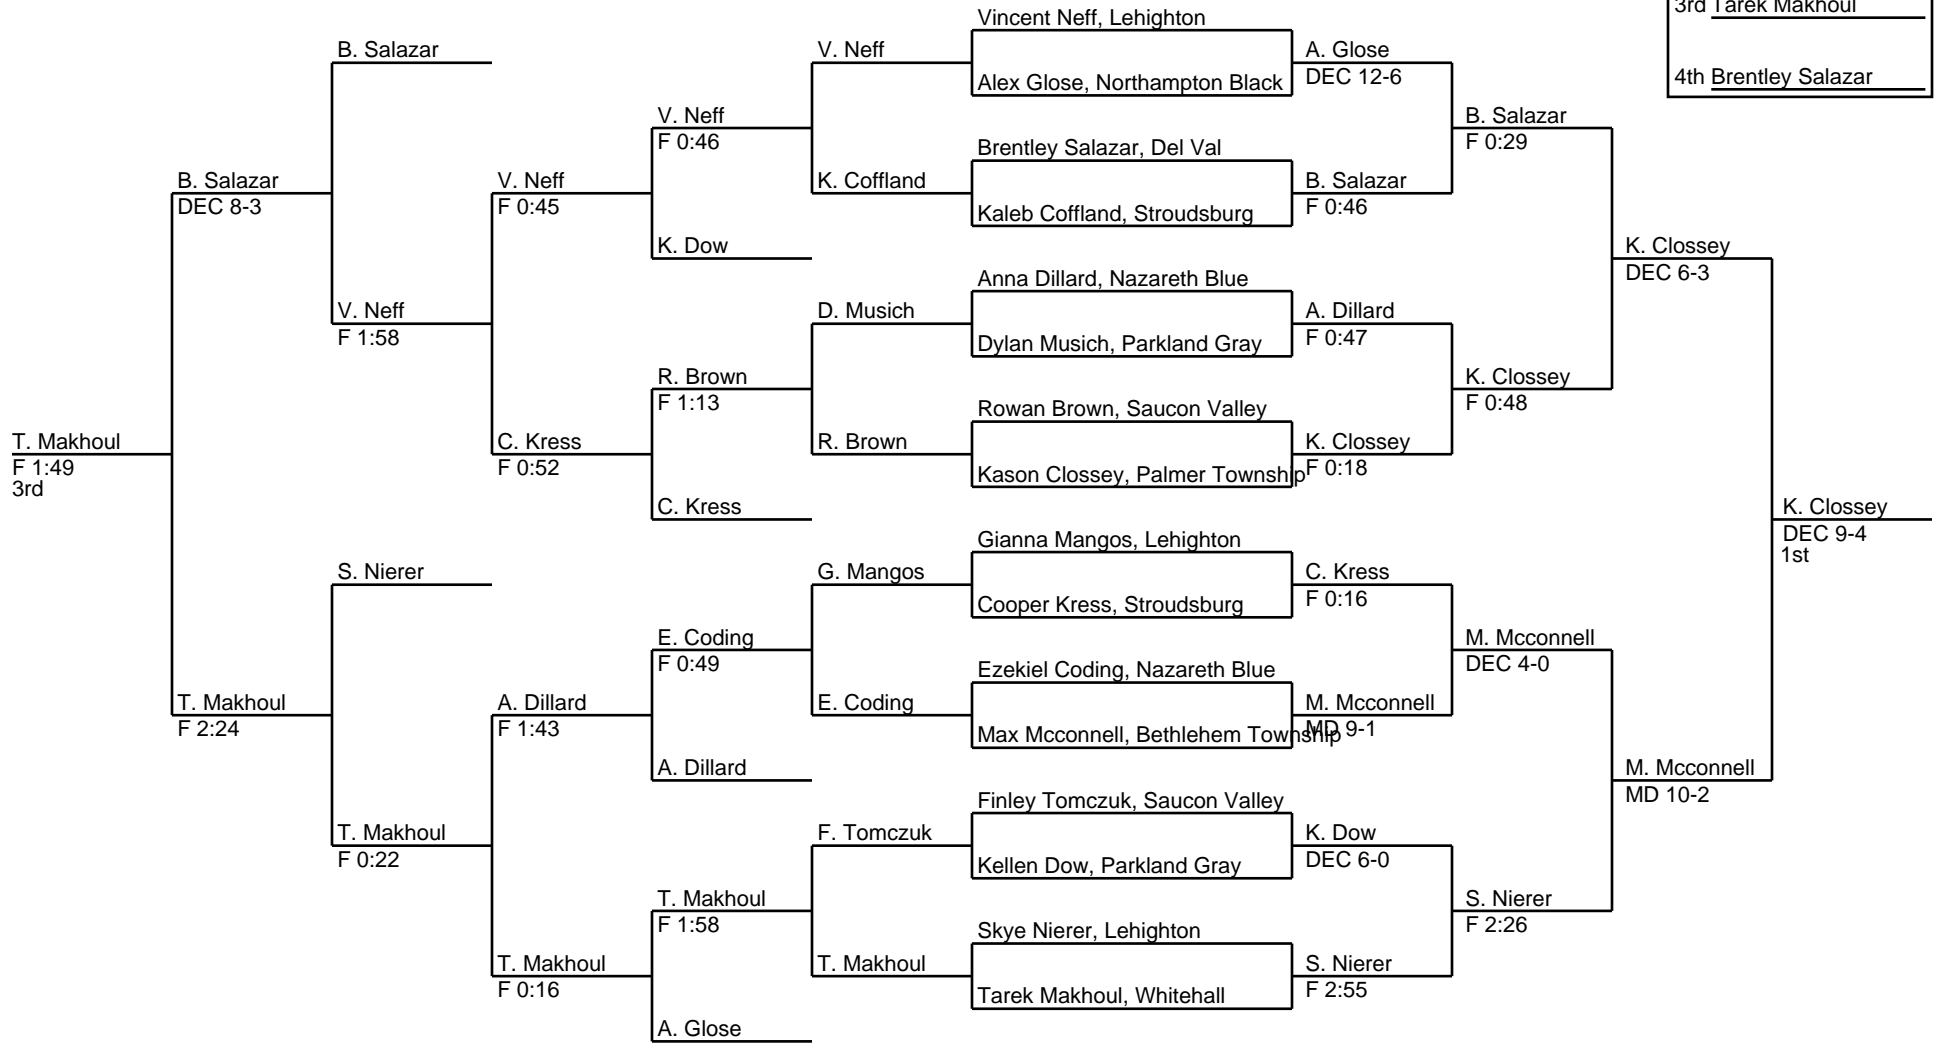 3rd Tarek Makhoul
4th Brentley Salazar
Vincent Neff, Lehighton
B. Salazar
V. Neff
A. Glose
DEC 12-6
Alex Glose, Northampton Black
V. Neff
F 0:46
B. Salazar
F 0:29
Brentley Salazar, Del Val
B. Salazar
DEC 8-3
V. Neff
F 0:45
K. Coffland
B. Salazar
F 0:46
Kaleb Coffland, Stroudsburg
K. Dow
K. Clossey
DEC 6-3
Anna Dillard, Nazareth Blue
V. Neff
F 1:58
D. Musich
A. Dillard
F 0:47
Dylan Musich, Parkland Gray
R. Brown
F 1:13
K. Clossey
F 0:48
Rowan Brown, Saucon Valley
T. Makhoul
F 1:49
3rd
C. Kress
F 0:52
R. Brown
K. Clossey
F 0:18
Kason Clossey, Palmer Township
C. Kress
K. Clossey
DEC 9-4
1st
Gianna Mangos, Lehighton
S. Nierer
G. Mangos
C. Kress
F 0:16
Cooper Kress, Stroudsburg
E. Coding
F 0:49
M. Mcconnell
DEC 4-0
Ezekiel Coding, Nazareth Blue
T. Makhoul
F 2:24
A. Dillard
F 1:43
E. Coding
M. Mcconnell
MD 9-1
Max Mcconnell, Bethlehem Township
A. Dillard
M. Mcconnell
MD 10-2
Finley Tomczuk, Saucon Valley
T. Makhoul
F 0:22
F. Tomczuk
K. Dow
DEC 6-0
Kellen Dow, Parkland Gray
T. Makhoul
F 1:58
S. Nierer
F 2:26
Skye Nierer, Lehighton
T. Makhoul
F 0:16
T. Makhoul
S. Nierer
F 2:55
Tarek Makhoul, Whitehall
A. Glose